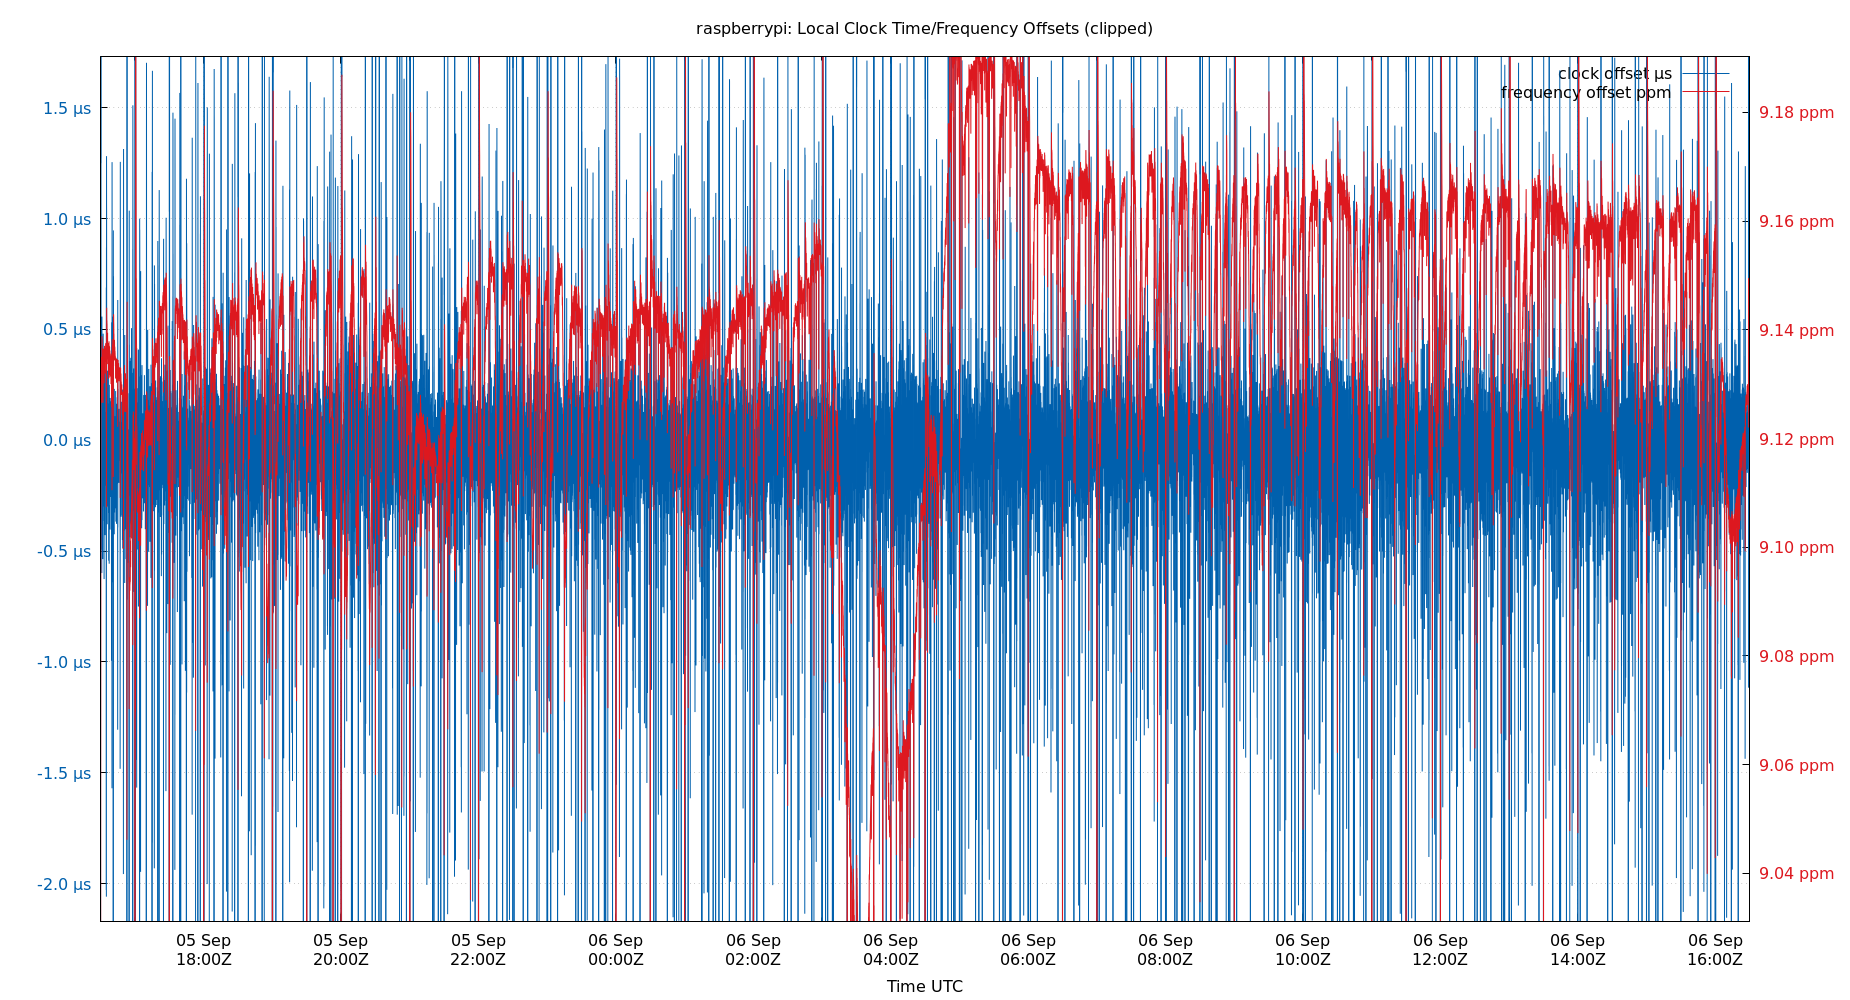 raspberrypi: Local Clock Time/Frequency Offsets (clipped)
clock offset µs
frequency offset ppm
1.5 µs
1.0 µs
0.5 µs
0.0 µs
-0.5 µs
-1.0 µs
-1.5 µs
-2.0 µs
9.18 ppm
9.16 ppm
9.14 ppm
9.12 ppm
9.10 ppm
9.08 ppm
9.06 ppm
9.04 ppm
05 Sep 05 Sep 05 Sep 06 Sep 06 Sep 06 Sep 06 Sep 06 Sep 06 Sep 06 Sep 06 Sep 06 Sep
18:00Z 20:00Z 22:00Z 00:00Z 02:00Z 04:00Z 06:00Z 08:00Z 10:00Z 12:00Z 14:00Z 16:00Z
Time UTC